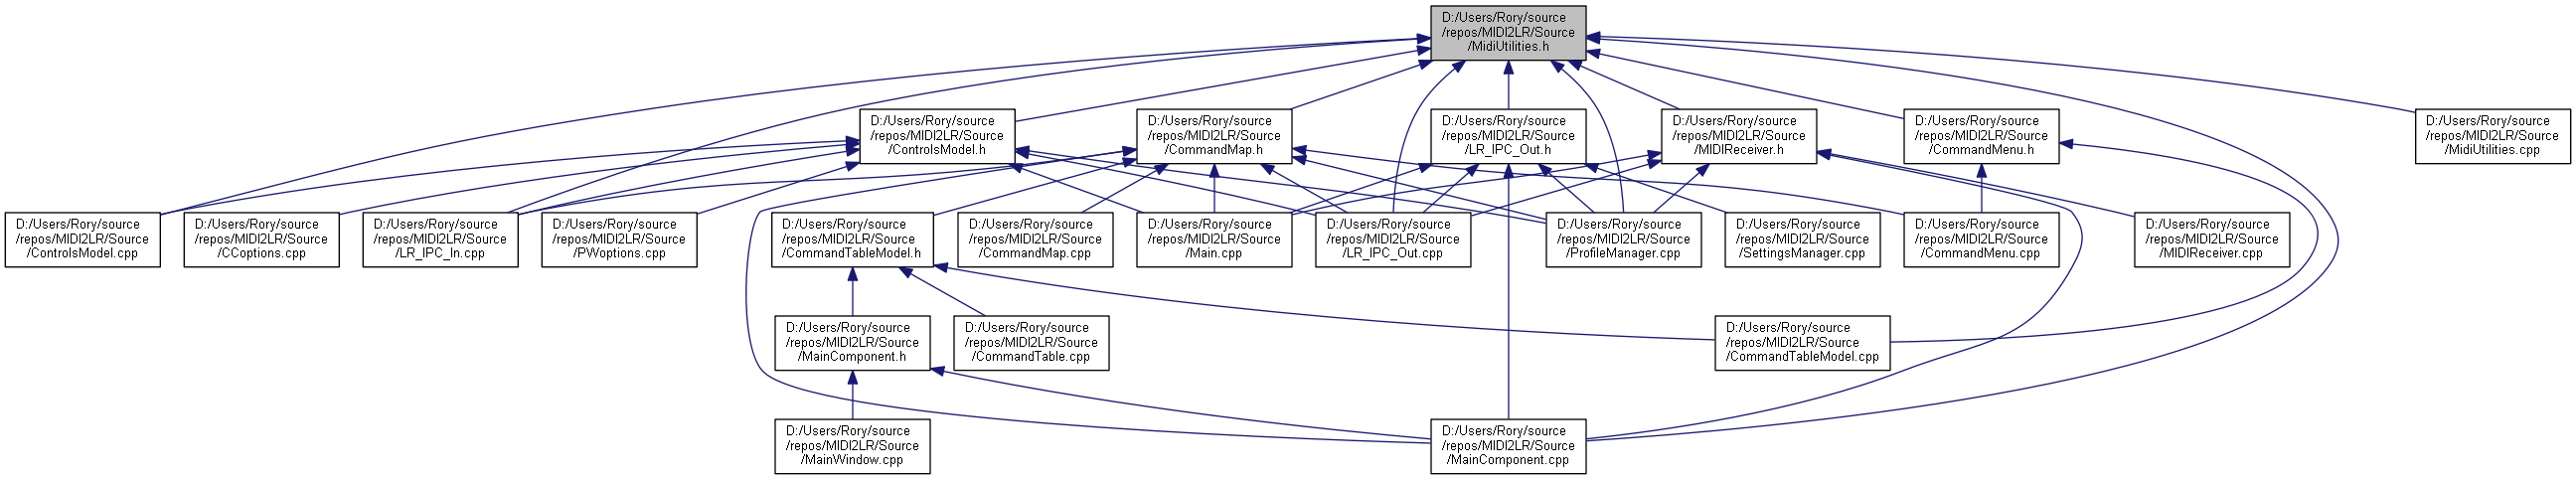 D:/Users/Rory/source
/repos/MIDI2LR/Source
/MidiUtilities.h
D:/Users/Rory/source
/repos/MIDI2LR/Source
/ControlsModel.h
D:/Users/Rory/source
/repos/MIDI2LR/Source
/CommandMap.h
D:/Users/Rory/source
/repos/MIDI2LR/Source
/LR_IPC_Out.h
D:/Users/Rory/source
/repos/MIDI2LR/Source
/MIDIReceiver.h
D:/Users/Rory/source
/repos/MIDI2LR/Source
/CommandMenu.h
D:/Users/Rory/source
/repos/MIDI2LR/Source
/MidiUtilities.cpp
D:/Users/Rory/source
/repos/MIDI2LR/Source
/ControlsModel.cpp
D:/Users/Rory/source
/repos/MIDI2LR/Source
/CCoptions.cpp
D:/Users/Rory/source
/repos/MIDI2LR/Source
/LR_IPC_In.cpp
D:/Users/Rory/source
/repos/MIDI2LR/Source
/PWoptions.cpp
D:/Users/Rory/source
/repos/MIDI2LR/Source
/CommandTableModel.h
D:/Users/Rory/source
/repos/MIDI2LR/Source
/CommandMap.cpp
D:/Users/Rory/source
/repos/MIDI2LR/Source
/Main.cpp
D:/Users/Rory/source
/repos/MIDI2LR/Source
/LR_IPC_Out.cpp
D:/Users/Rory/source
/repos/MIDI2LR/Source
/ProfileManager.cpp
D:/Users/Rory/source
/repos/MIDI2LR/Source
/SettingsManager.cpp
D:/Users/Rory/source
/repos/MIDI2LR/Source
/CommandMenu.cpp
D:/Users/Rory/source
/repos/MIDI2LR/Source
/MIDIReceiver.cpp
D:/Users/Rory/source
/repos/MIDI2LR/Source
/MainComponent.h
D:/Users/Rory/source
/repos/MIDI2LR/Source
/CommandTable.cpp
D:/Users/Rory/source
/repos/MIDI2LR/Source
/CommandTableModel.cpp
D:/Users/Rory/source
/repos/MIDI2LR/Source
/MainWindow.cpp
D:/Users/Rory/source
/repos/MIDI2LR/Source
/MainComponent.cpp